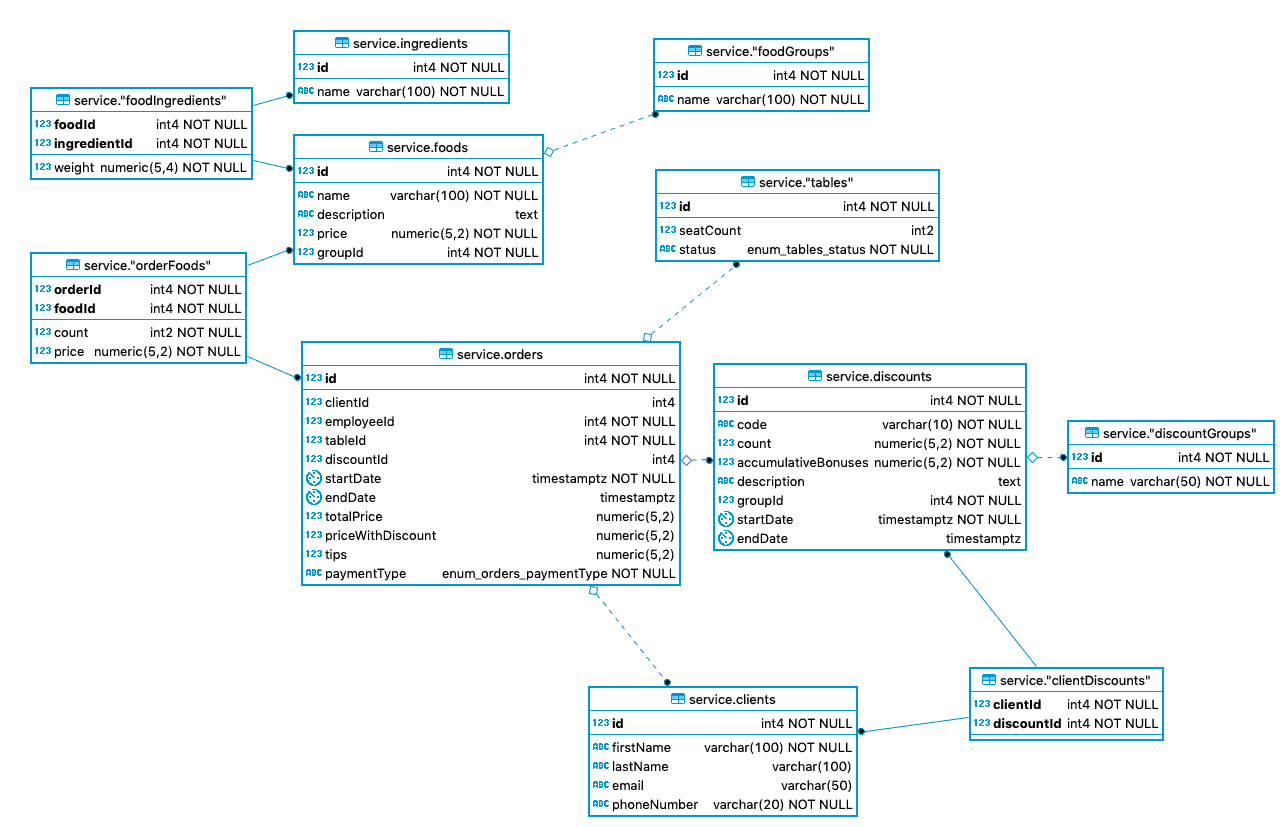 service.ingredients
123 id int4 NOT NULL
ABC name varchar(100) NOT NULL
service."foodGroups"
123 id int4 NOT NULL
ABC name varchar(100) NOT NULL
service."foodIngredients"
123 foodId int4 NOT NULL
123 ingredientId int4 NOT NULL
123 weight numeric(5,4) NOT NULL
service.foods
123 id int4 NOT NULL
ABC name varchar(100) NOT NULL
ABC description text
123 price numeric(5,2) NOT NULL
123 groupId int4 NOT NULL
service."tables"
123 id int4 NOT NULL
123 seatCount int2
ABC status enum_tables_status NOT NULL
service."orderFoods"
123 orderId int4 NOT NULL
123 foodId int4 NOT NULL
123 count int2 NOT NULL
123 price numeric(5,2) NOT NULL
service.orders
123 id int4 NOT NULL
123 clientId int4
123 employeeId int4 NOT NULL
123 tableId int4 NOT NULL
123 discountId int4
startDate timestamptz NOT NULL
endDate timestamptz
123 totalPrice numeric(5,2)
123 priceWithDiscount numeric(5,2)
123 tips numeric(5,2)
ABC paymentType enum_orders_paymentType NOT NULL
service.discounts
123 id int4 NOT NULL
ABC code varchar(10) NOT NULL
123 count numeric(5,2) NOT NULL
123 accumulativeBonuses numeric(5,2) NOT NULL
ABC description text
123 groupId int4 NOT NULL
startDate timestamptz NOT NULL
endDate timestamptz
service."discountGroups"
123 id int4 NOT NULL
ABC name varchar(50) NOT NULL
service.clients
123 id int4 NOT NULL
ABC firstName varchar(100) NOT NULL
ABC lastName varchar(100)
ABC email varchar(50)
ABC phoneNumber varchar(20) NOT NULL
service."clientDiscounts"
123 clientId int4 NOT NULL
123 discountId int4 NOT NULL